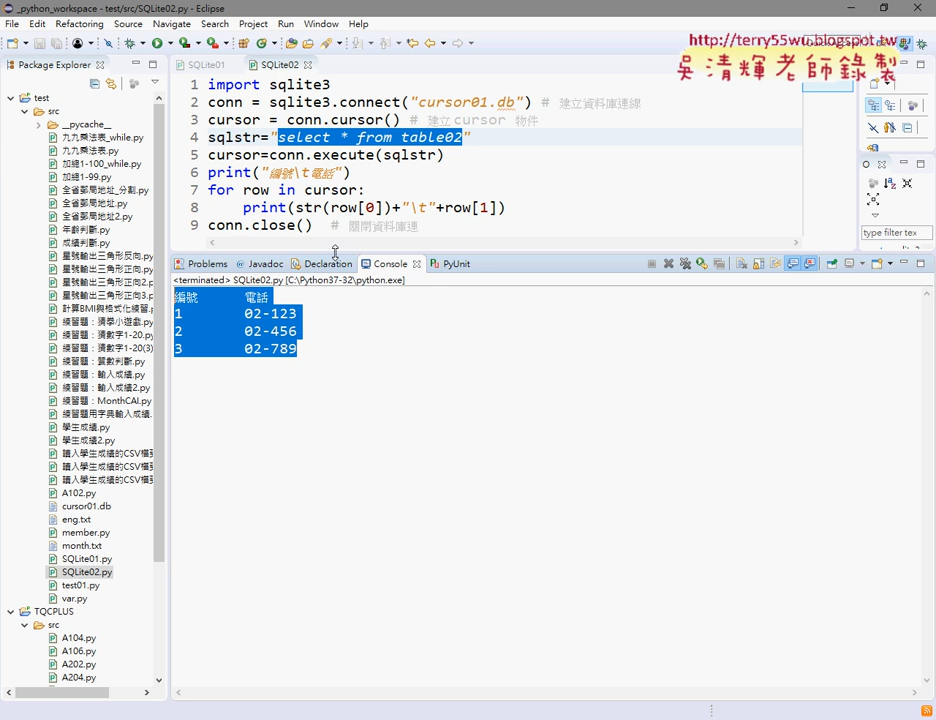 _python_workspace - test/src/SQLite02.py - Eclipse
File Edit Refactoring Source Navigate Search Project Run Window Help
http://terry55wu.blogspot.tw
吳清輝老師錄製
Package Explorer
SQLite01
SQLite02
test
src
__pycache__
九九乘法表_while.py
九九乘法表.py
加總1-100_while.py
加總1-99.py
全省郵局地址_分割.py
全省郵局地址.py
全省郵局地址2.py
年齡判斷.py
成績判斷.py
星號輸出三角形反向.py
星號輸出三角形正向.py
星號輸出三角形正向2.p
星號輸出三角形正向3.p
計算BMI與格式化練習.p
練習題：猜拳小遊戲.py
練習題：猜數字1-20.py
練習題：猜數字1-20(3)
練習題：質數判斷.py
練習題：輸入成績.py
練習題：輸入成績2.py
練習題：MonthCAI.py
練習題用字典輸入成績.
學生成績.py
學生成績2.py
讀入學生成績的CSV檔
讀入學生成績的CSV檔
讀入學生成績的CSV檔
A102.py
cursor01.db
eng.txt
member.py
month.txt
SQLite01.py
SQLite02.py
test01.py
var.py
TQCPLUS
src
A104.py
A106.py
A202.py
A204.py
1 import sqlite3
2 conn = sqlite3.connect("cursor01.db") # 建立資料庫連線
3 cursor = conn.cursor() # 建立 cursor 物件
4 sqlstr="select * from table02"
5 cursor=conn.execute(sqlstr)
6 print("編號\t電話")
7 for row in cursor:
8 print(str(row[0])+"\t"+row[1])
9 conn.close() # 關閉資料庫連
type filter tex
Problems @ Javadoc Declaration Console PyUnit
<terminated> SQLite02.py [C:\Python37-32\python.exe]
編號 電話
1 02-123
2 02-456
3 02-789